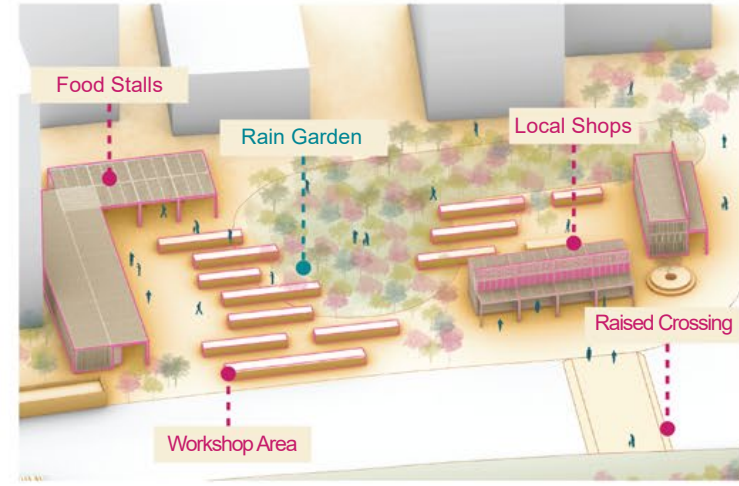 Food Stalls
Rain Garden
Local Shops
Raised Crossing
Workshop Area